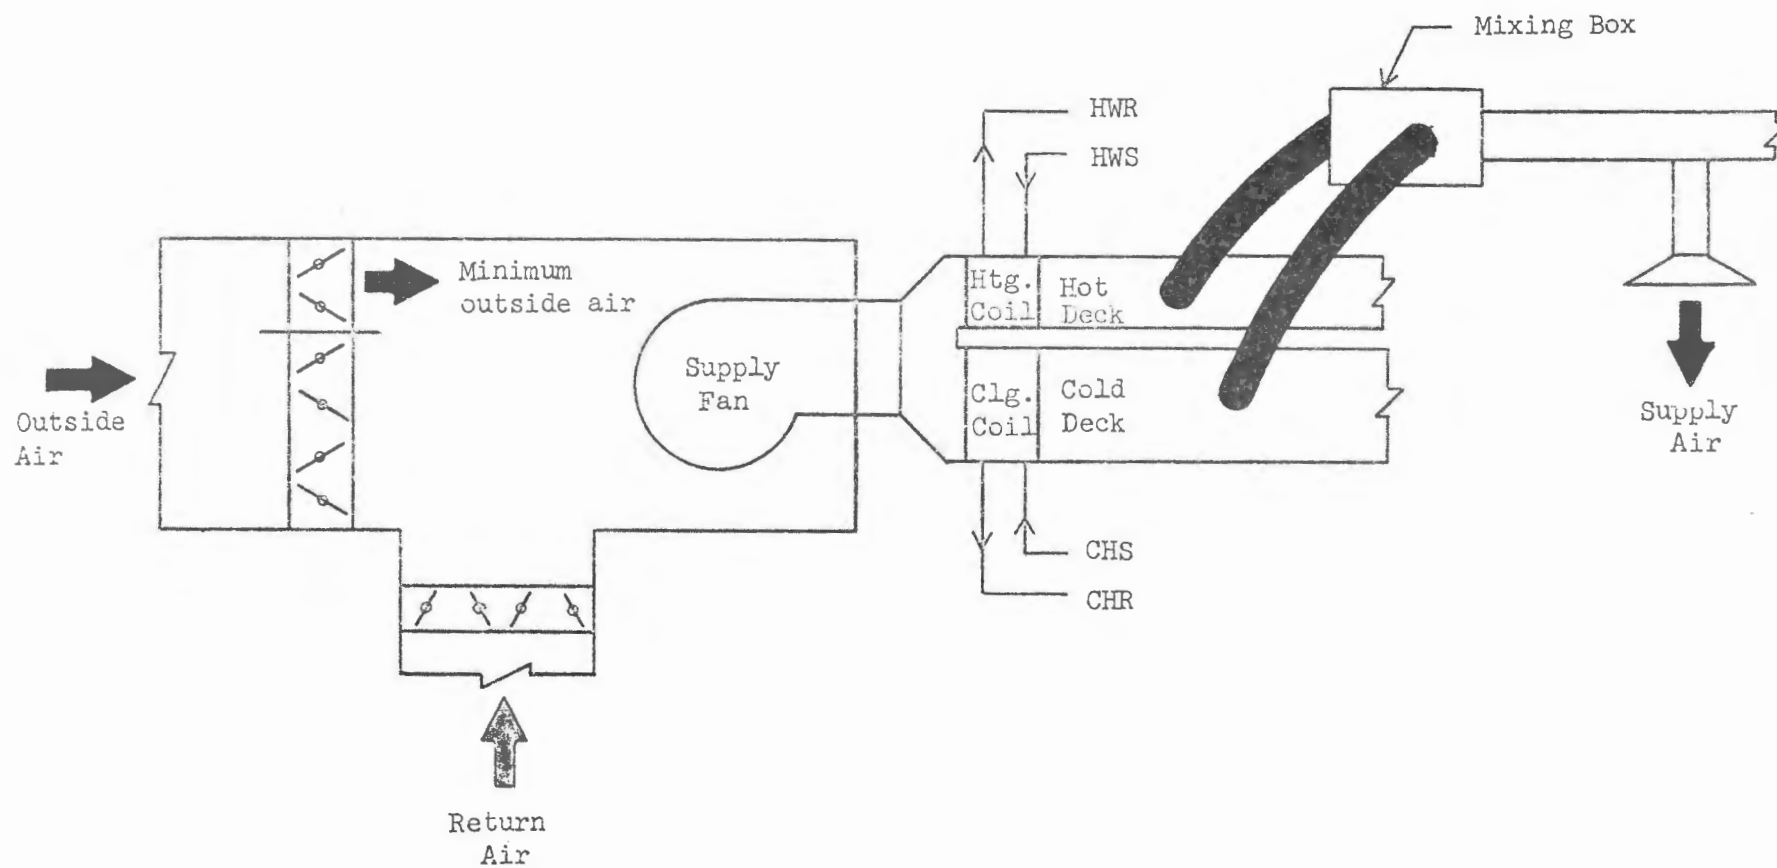 Mixing Box
HWR
HWS
Minimum
outside air
Htg.
Coil
Hot
Deck
Supply
Fan
Clg.
Coil
Cold
Deck
Outside
Air
Supply
Air
CHS
CHR
Return
Air